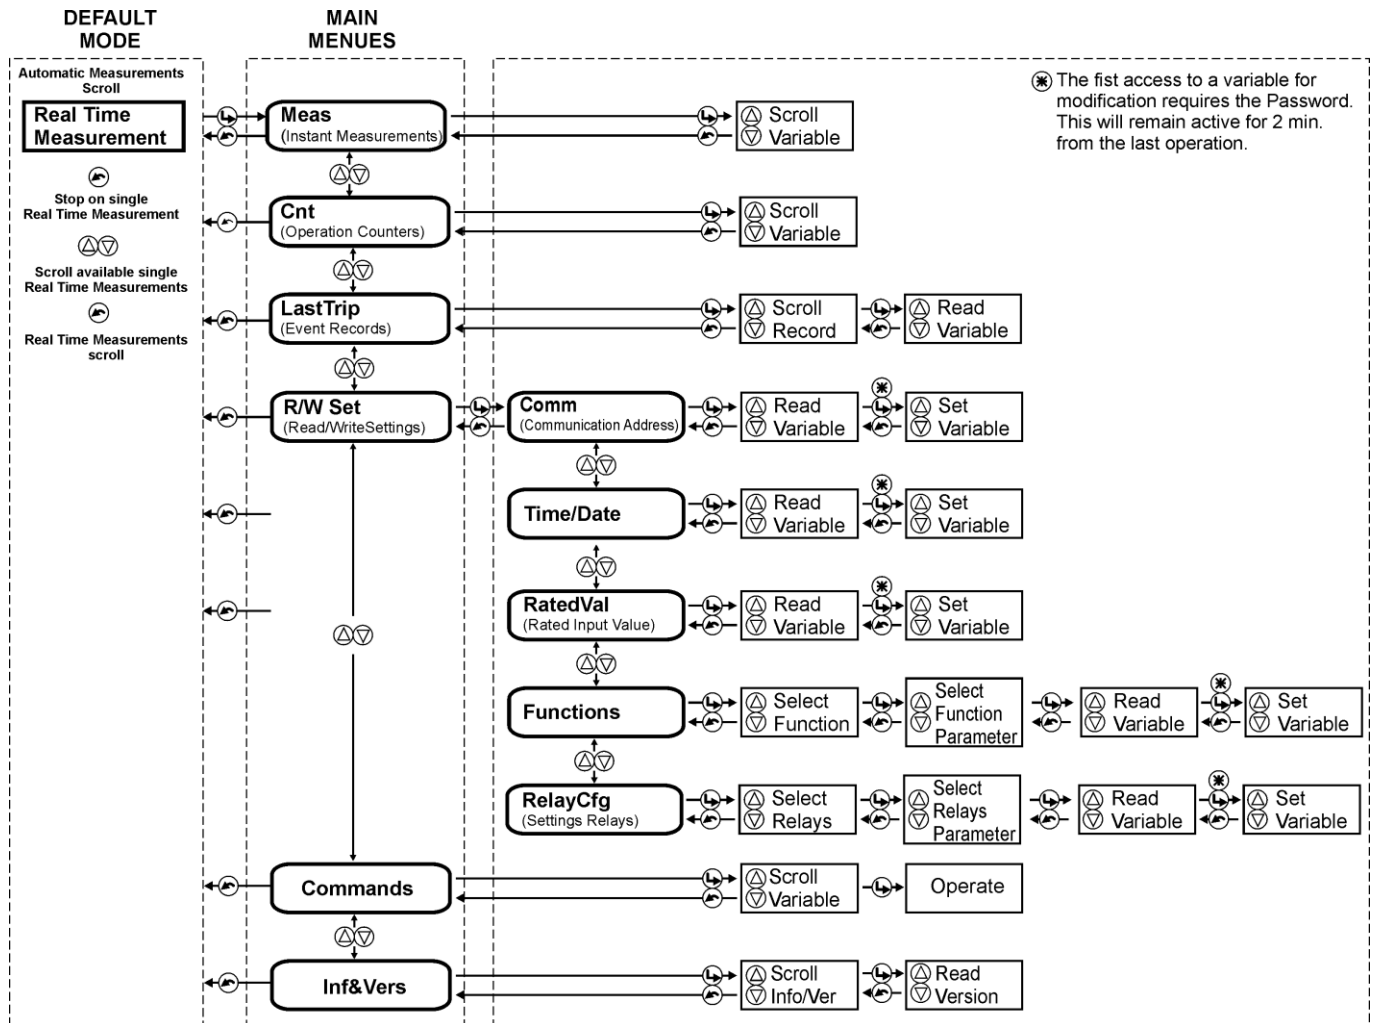 DEFAULT
MODE
MAIN
MENUES
Automatic Measurements
Scroll
Real Time
Measurement
Stop on single
Real Time Measurement
Scroll available single
Real Time Measurements
Real Time Measurements
scroll
Meas
(Instant Measurements)
Scroll
Variable
The fist access to a variable for
modification requires the Password.
This will remain active for 2 min.
from the last operation.
Cnt
(Operation Counters)
Scroll
Variable
LastTrip
(Event Records)
Scroll
Record
Read
Variable
R/W Set
(Read/WriteSettings)
Comm
(Communication Address)
Read
Variable
Set
Variable
Time/Date
Read
Variable
Set
Variable
RatedVal
(Rated Input Value)
Read
Variable
Set
Variable
Functions
Select
Function
Select
Function
Parameter
Read
Variable
Set
Variable
RelayCfg
(Settings Relays)
Select
Relays
Select
Relays
Parameter
Read
Variable
Set
Variable
Commands
Scroll
Variable
Operate
Inf&Vers
Scroll
Info/Ver
Read
Version